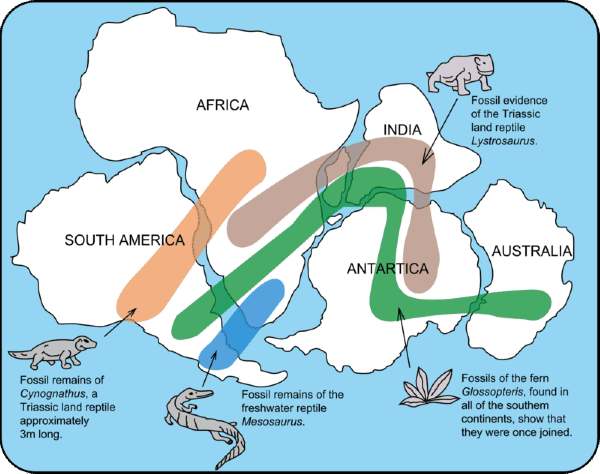 AFRICA
INDIA
Fossil evidence
of the Triassic
land reptile
Lystrosaurus.
SOUTH AMERICA
ANTARTICA
AUSTRALIA
Fossil remains of
Cynognathus, a
Triassic land reptile
approximately
3m long.
Fossil remains of the
freshwater reptile
Mesosaurus.
Fossils of the fern
Glossopteris, found in
all of the southern
continents, show that
they were once joined.